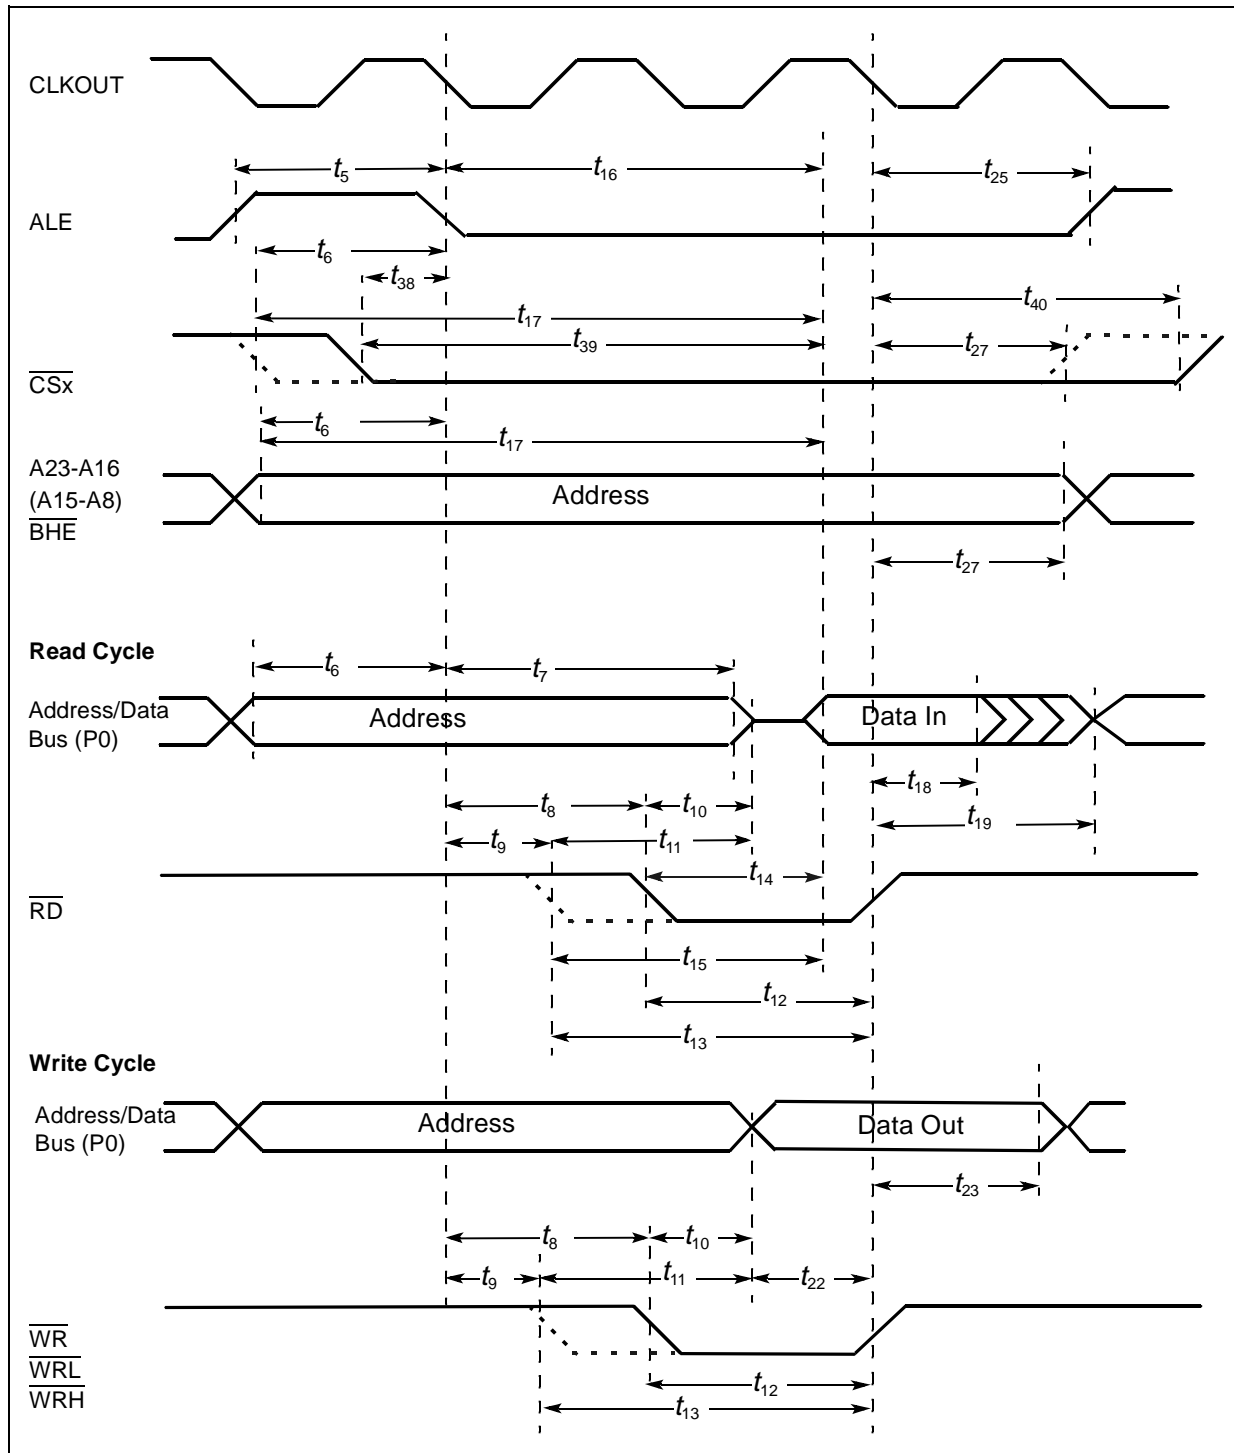 CLKOUT
t5
t16
t25
ALE
t6
t38
t40
t17
t39
t27
CSx
t6
t17
A23-A16
(A15-A8)
BHE
Address
t27
Read Cycle
t6
t7
Address/Data
Bus (P0)
Address
Data In
t18
t8
t10
t19
t9
t11
t14
RD
t15
t12
t13
Write Cycle
Address/Data
Bus (P0)
Address
Data Out
t23
t8
t10
t9
t11
t22
WR
WRL
WRH
t12
t13